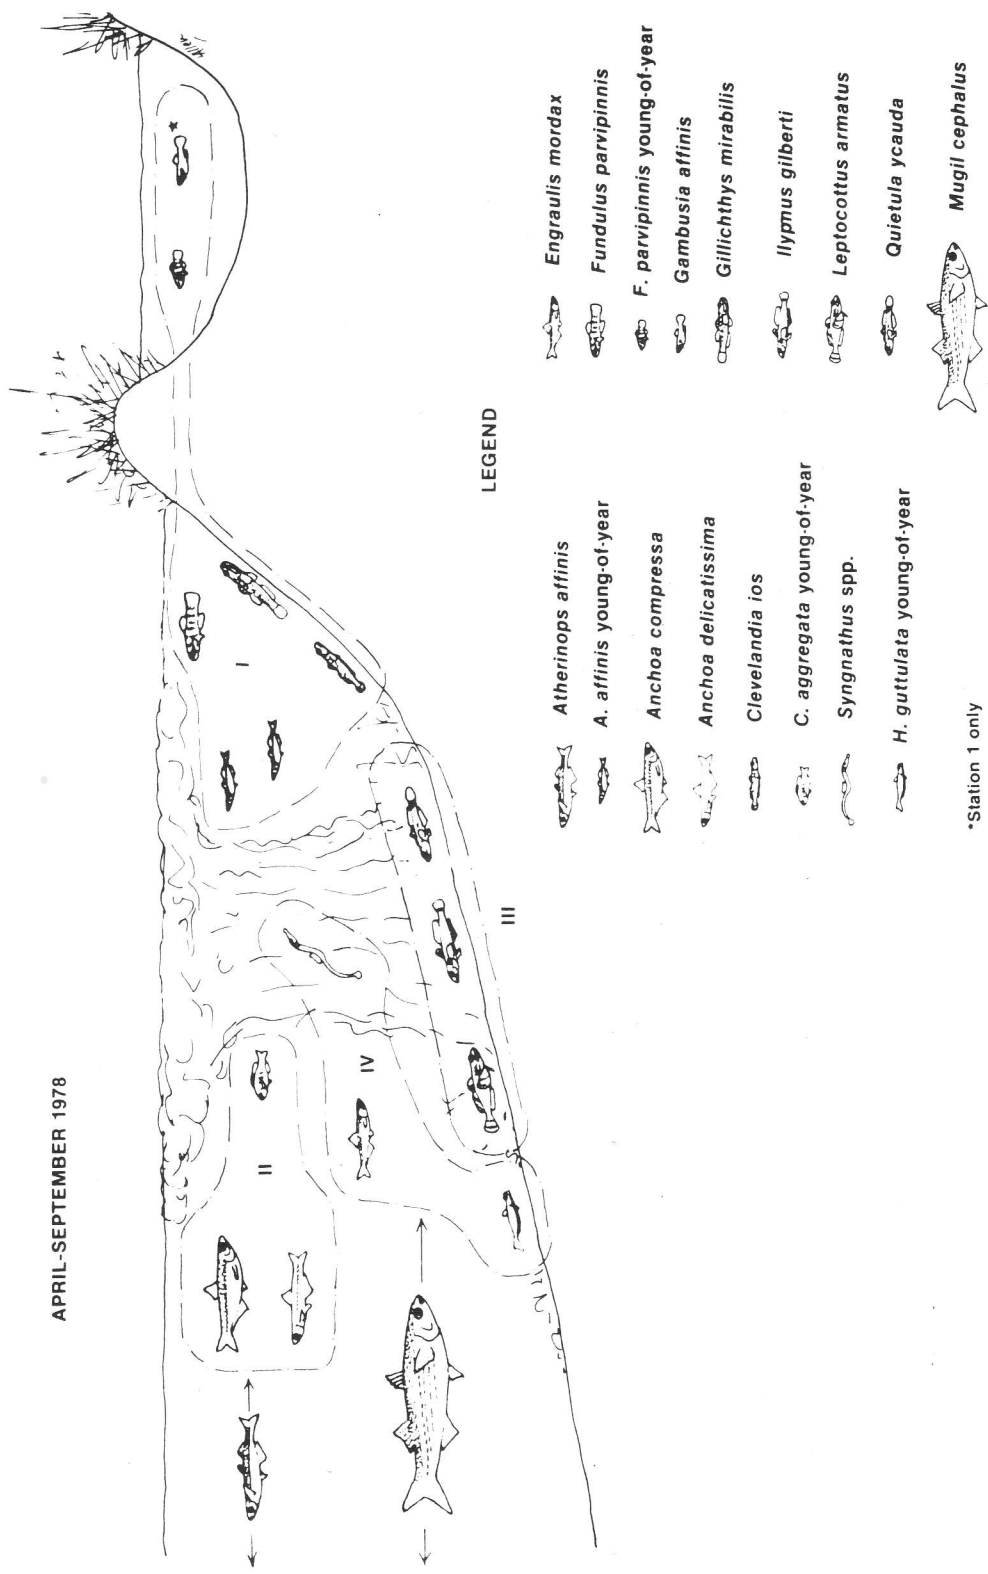 APRIL-SEPTEMBER 1978
I
II
III
IV
LEGEND
Atherinops affinis
A. affinis young-of-year
Anchoa compressa
Anchoa delicatissima
Clevelandia ios
C. aggregata young-of-year
Syngnathus spp.
H. guttulata young-of-year
Engraulis mordax
Fundulus parvipinnis
F. parvipinnis young-of-year
Gambusia affinis
Gillichthys mirabilis
Ilypnus gilberti
Leptocottus armatus
Quietula ycauda
Mugil cephalus
*Station 1 only